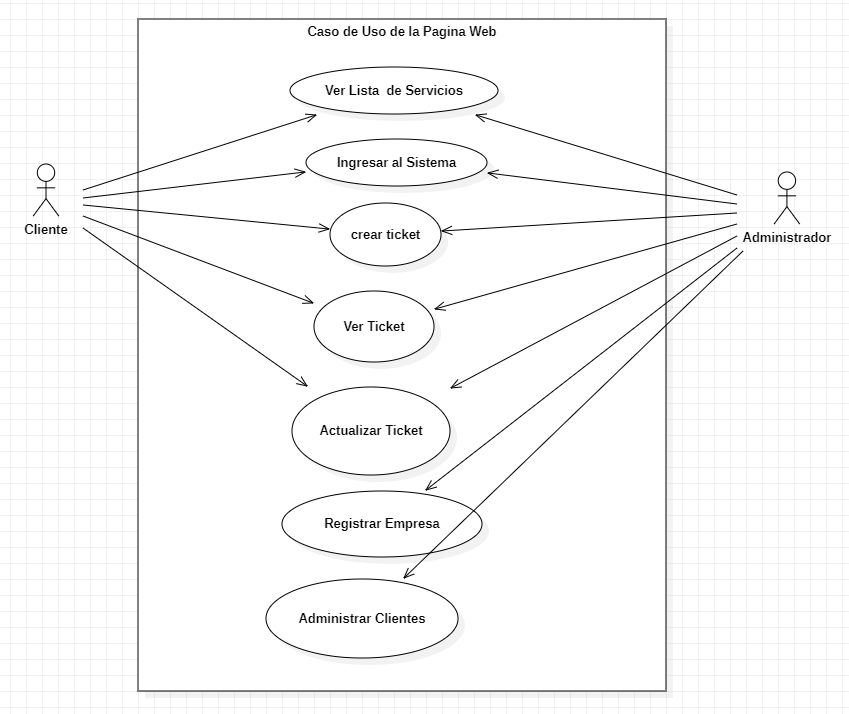 Caso de Uso de la Pagina Web
Ver Lista de Servicios
Ingresar al Sistema
crear ticket
Cliente
Administrador
Ver Ticket
Actualizar Ticket
Registrar Empresa
Administrar Clientes